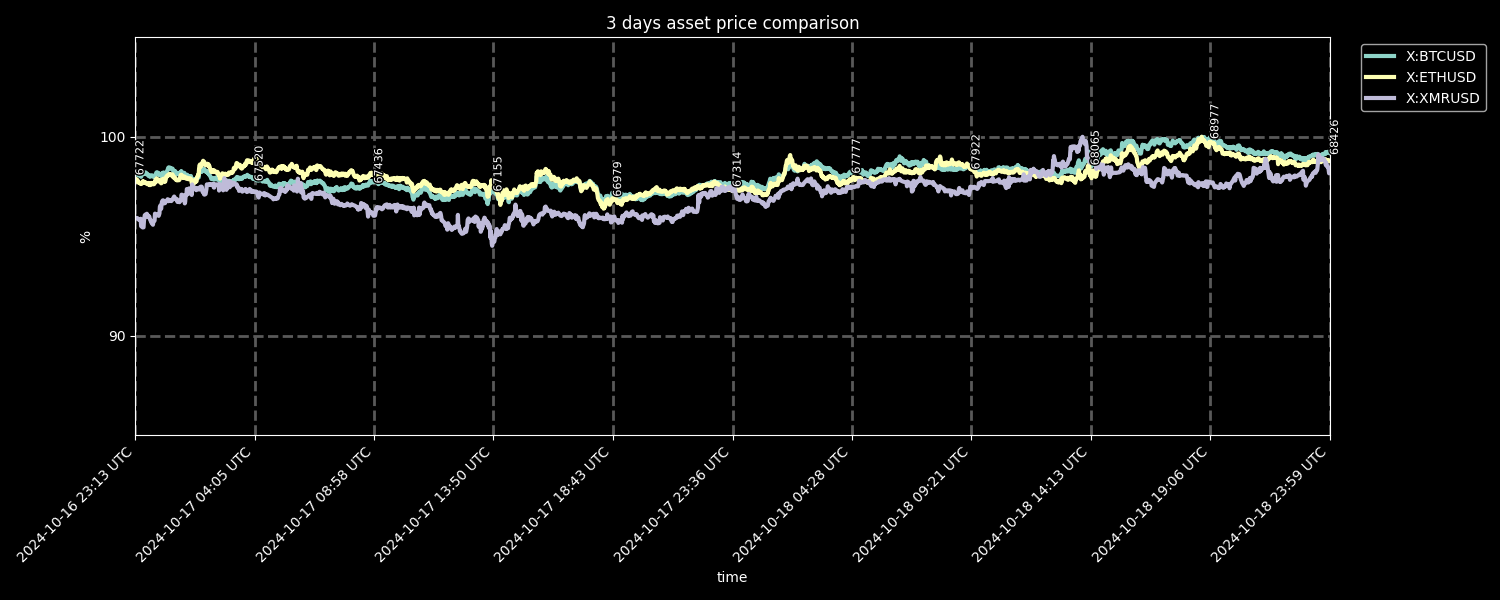 3 days asset price comparison
X:BTCUSD
X:ETHUSD
X:XMRUSD
%
100
90
67722
67520
67436
67155
66979
67314
67777
67922
68065
68977
68426
2024-10-16 23:13 UTC
2024-10-17 04:05 UTC
2024-10-17 08:58 UTC
2024-10-17 13:50 UTC
2024-10-17 18:43 UTC
2024-10-17 23:36 UTC
2024-10-18 04:28 UTC
2024-10-18 09:21 UTC
2024-10-18 14:13 UTC
2024-10-18 19:06 UTC
2024-10-18 23:59 UTC
time